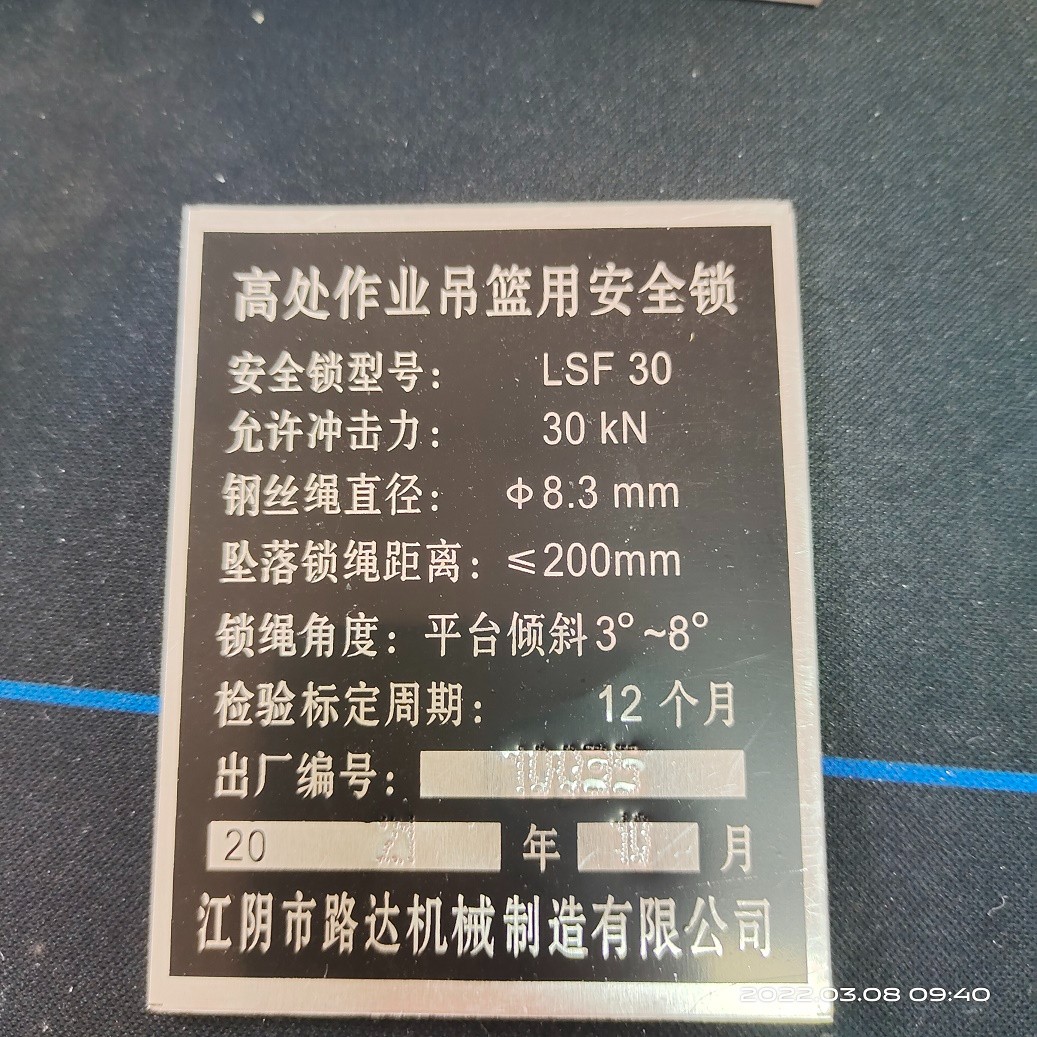 高处作业吊篮用安全锁
安全锁型号： LSF 30
允许冲击力： 30 kN
钢丝绳直径： ф8.3 mm
坠落锁绳距离：≤200mm
锁绳角度：平台倾斜3°~8°
检验标定周期： 12 个月
出厂编号：
20 21 年 10 月
江阴市路达机械制造有限公司
2022.03.08 09:40